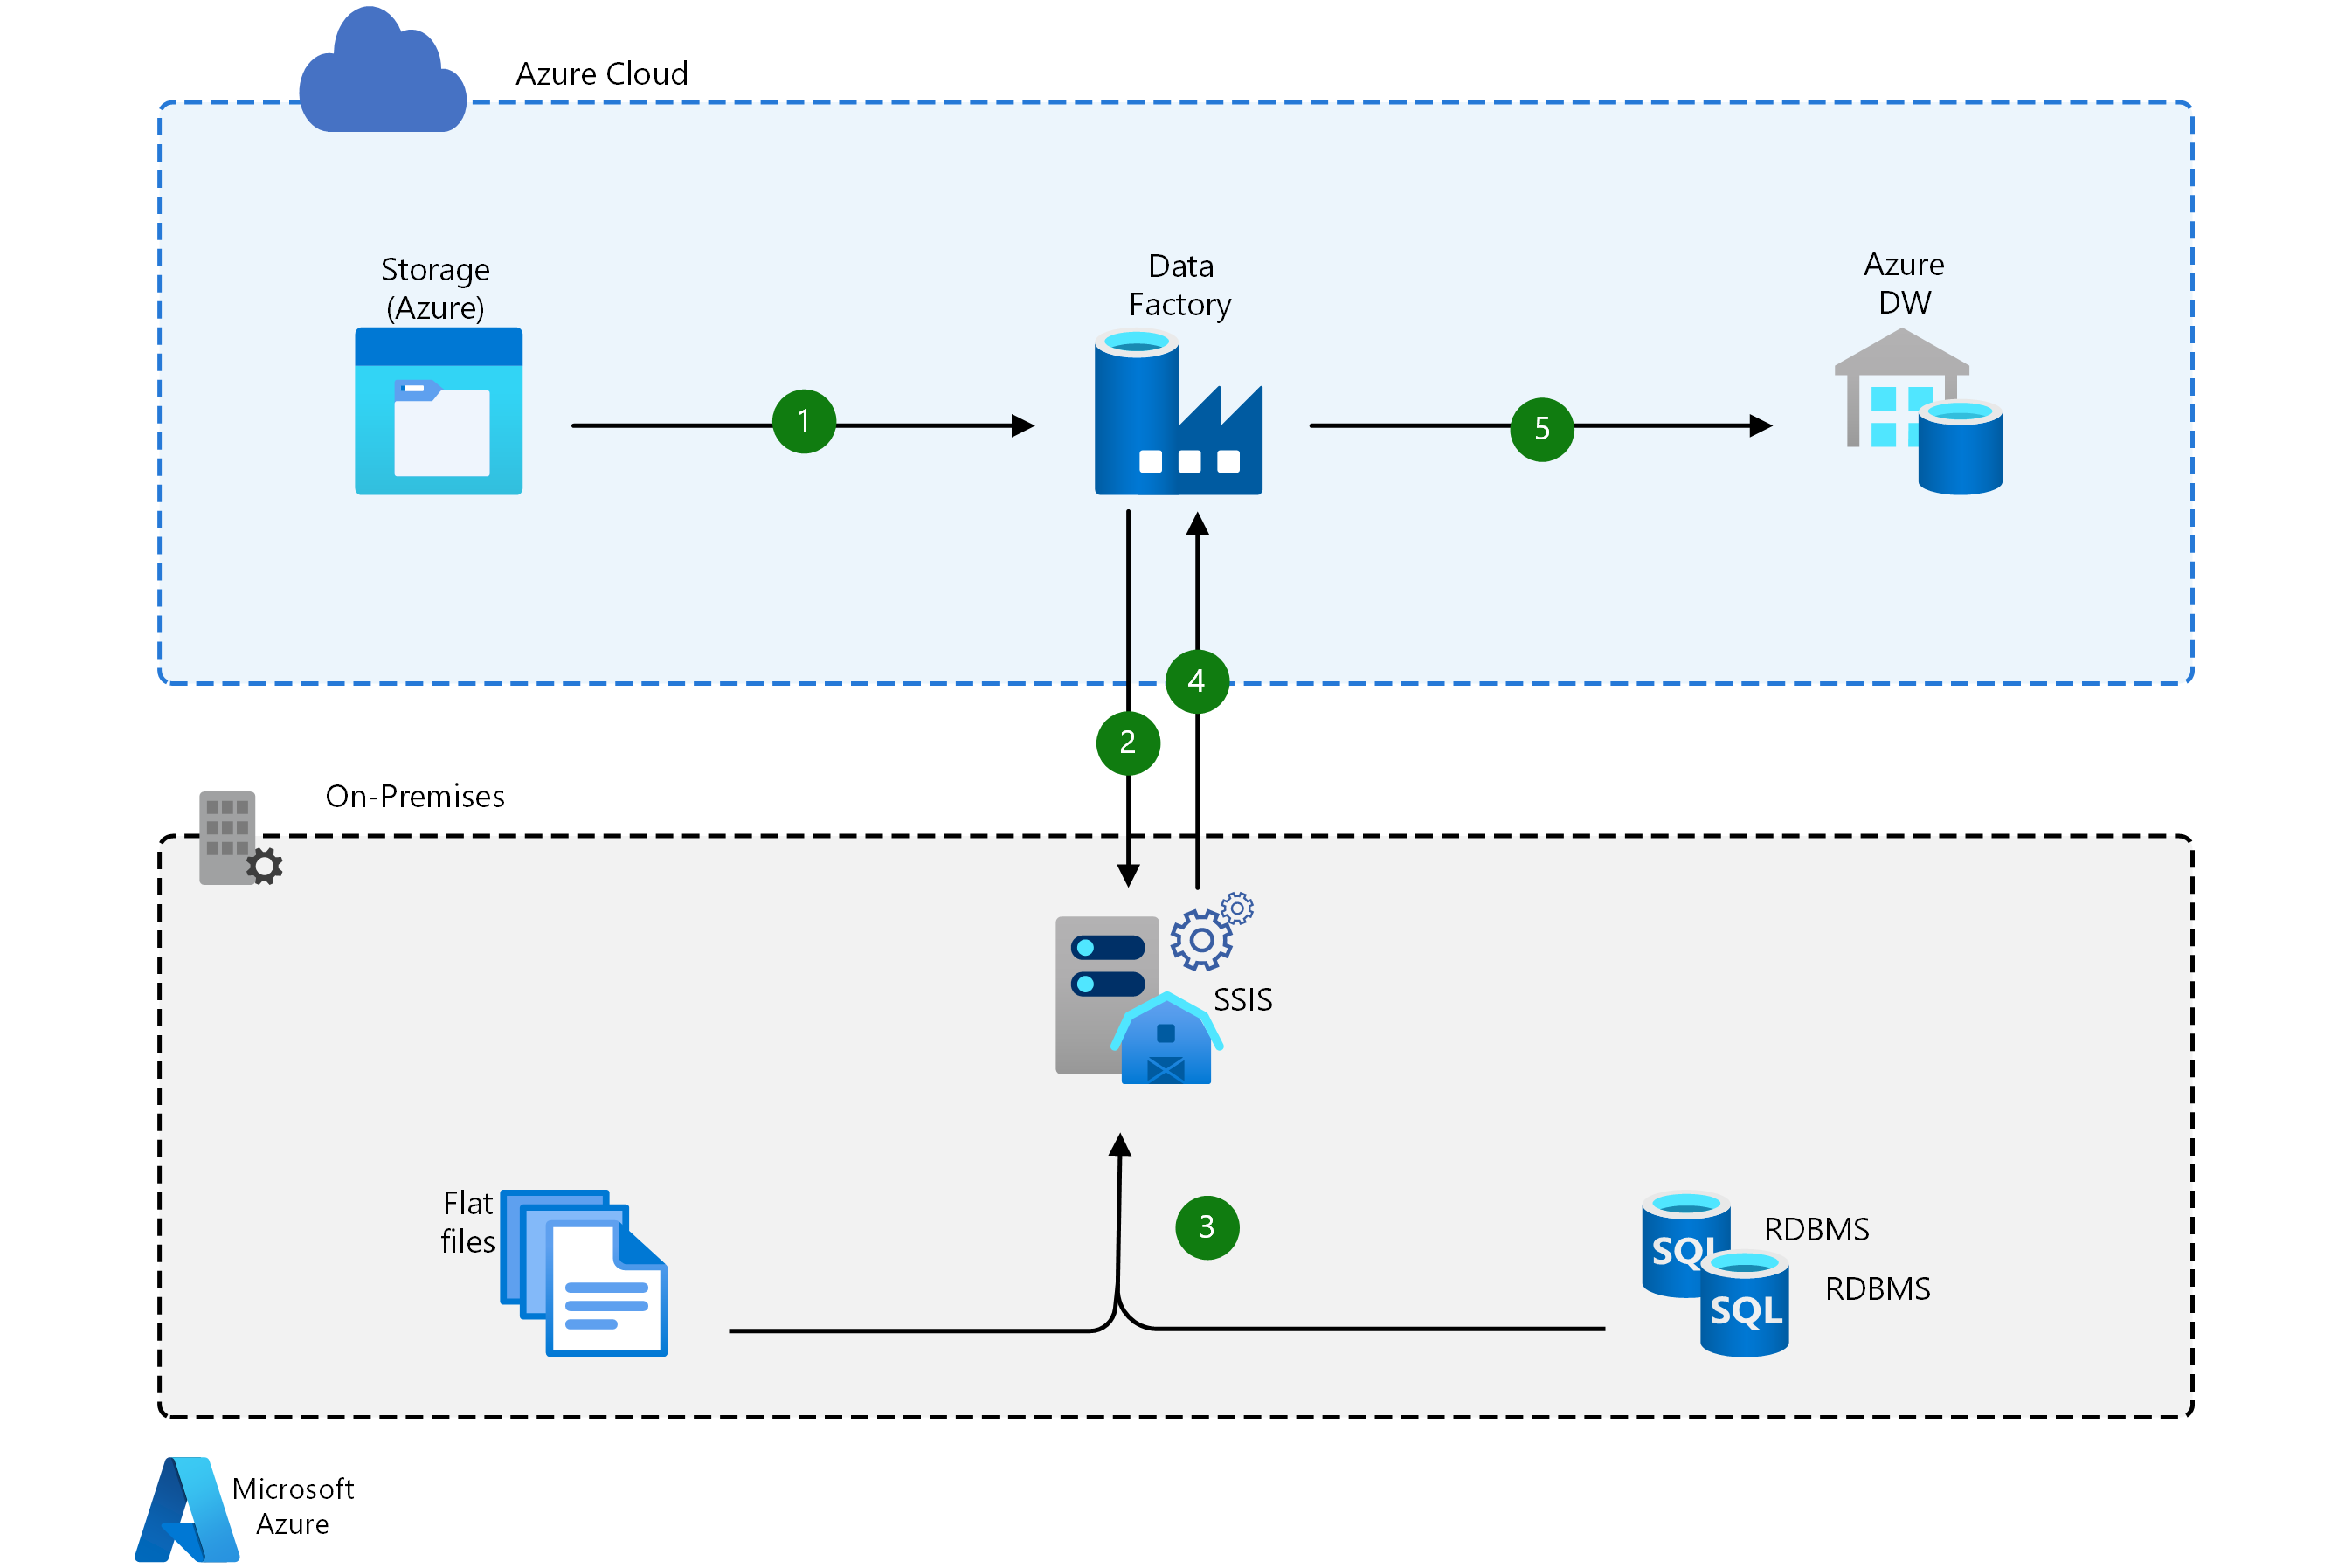 Azure Cloud
Storage
(Azure)
Data
Factory
Azure
DW
1
5
4
2
On-Premises
SSIS
Flat
files
3
SQL
RDBMS
SQL
RDBMS
Microsoft
Azure